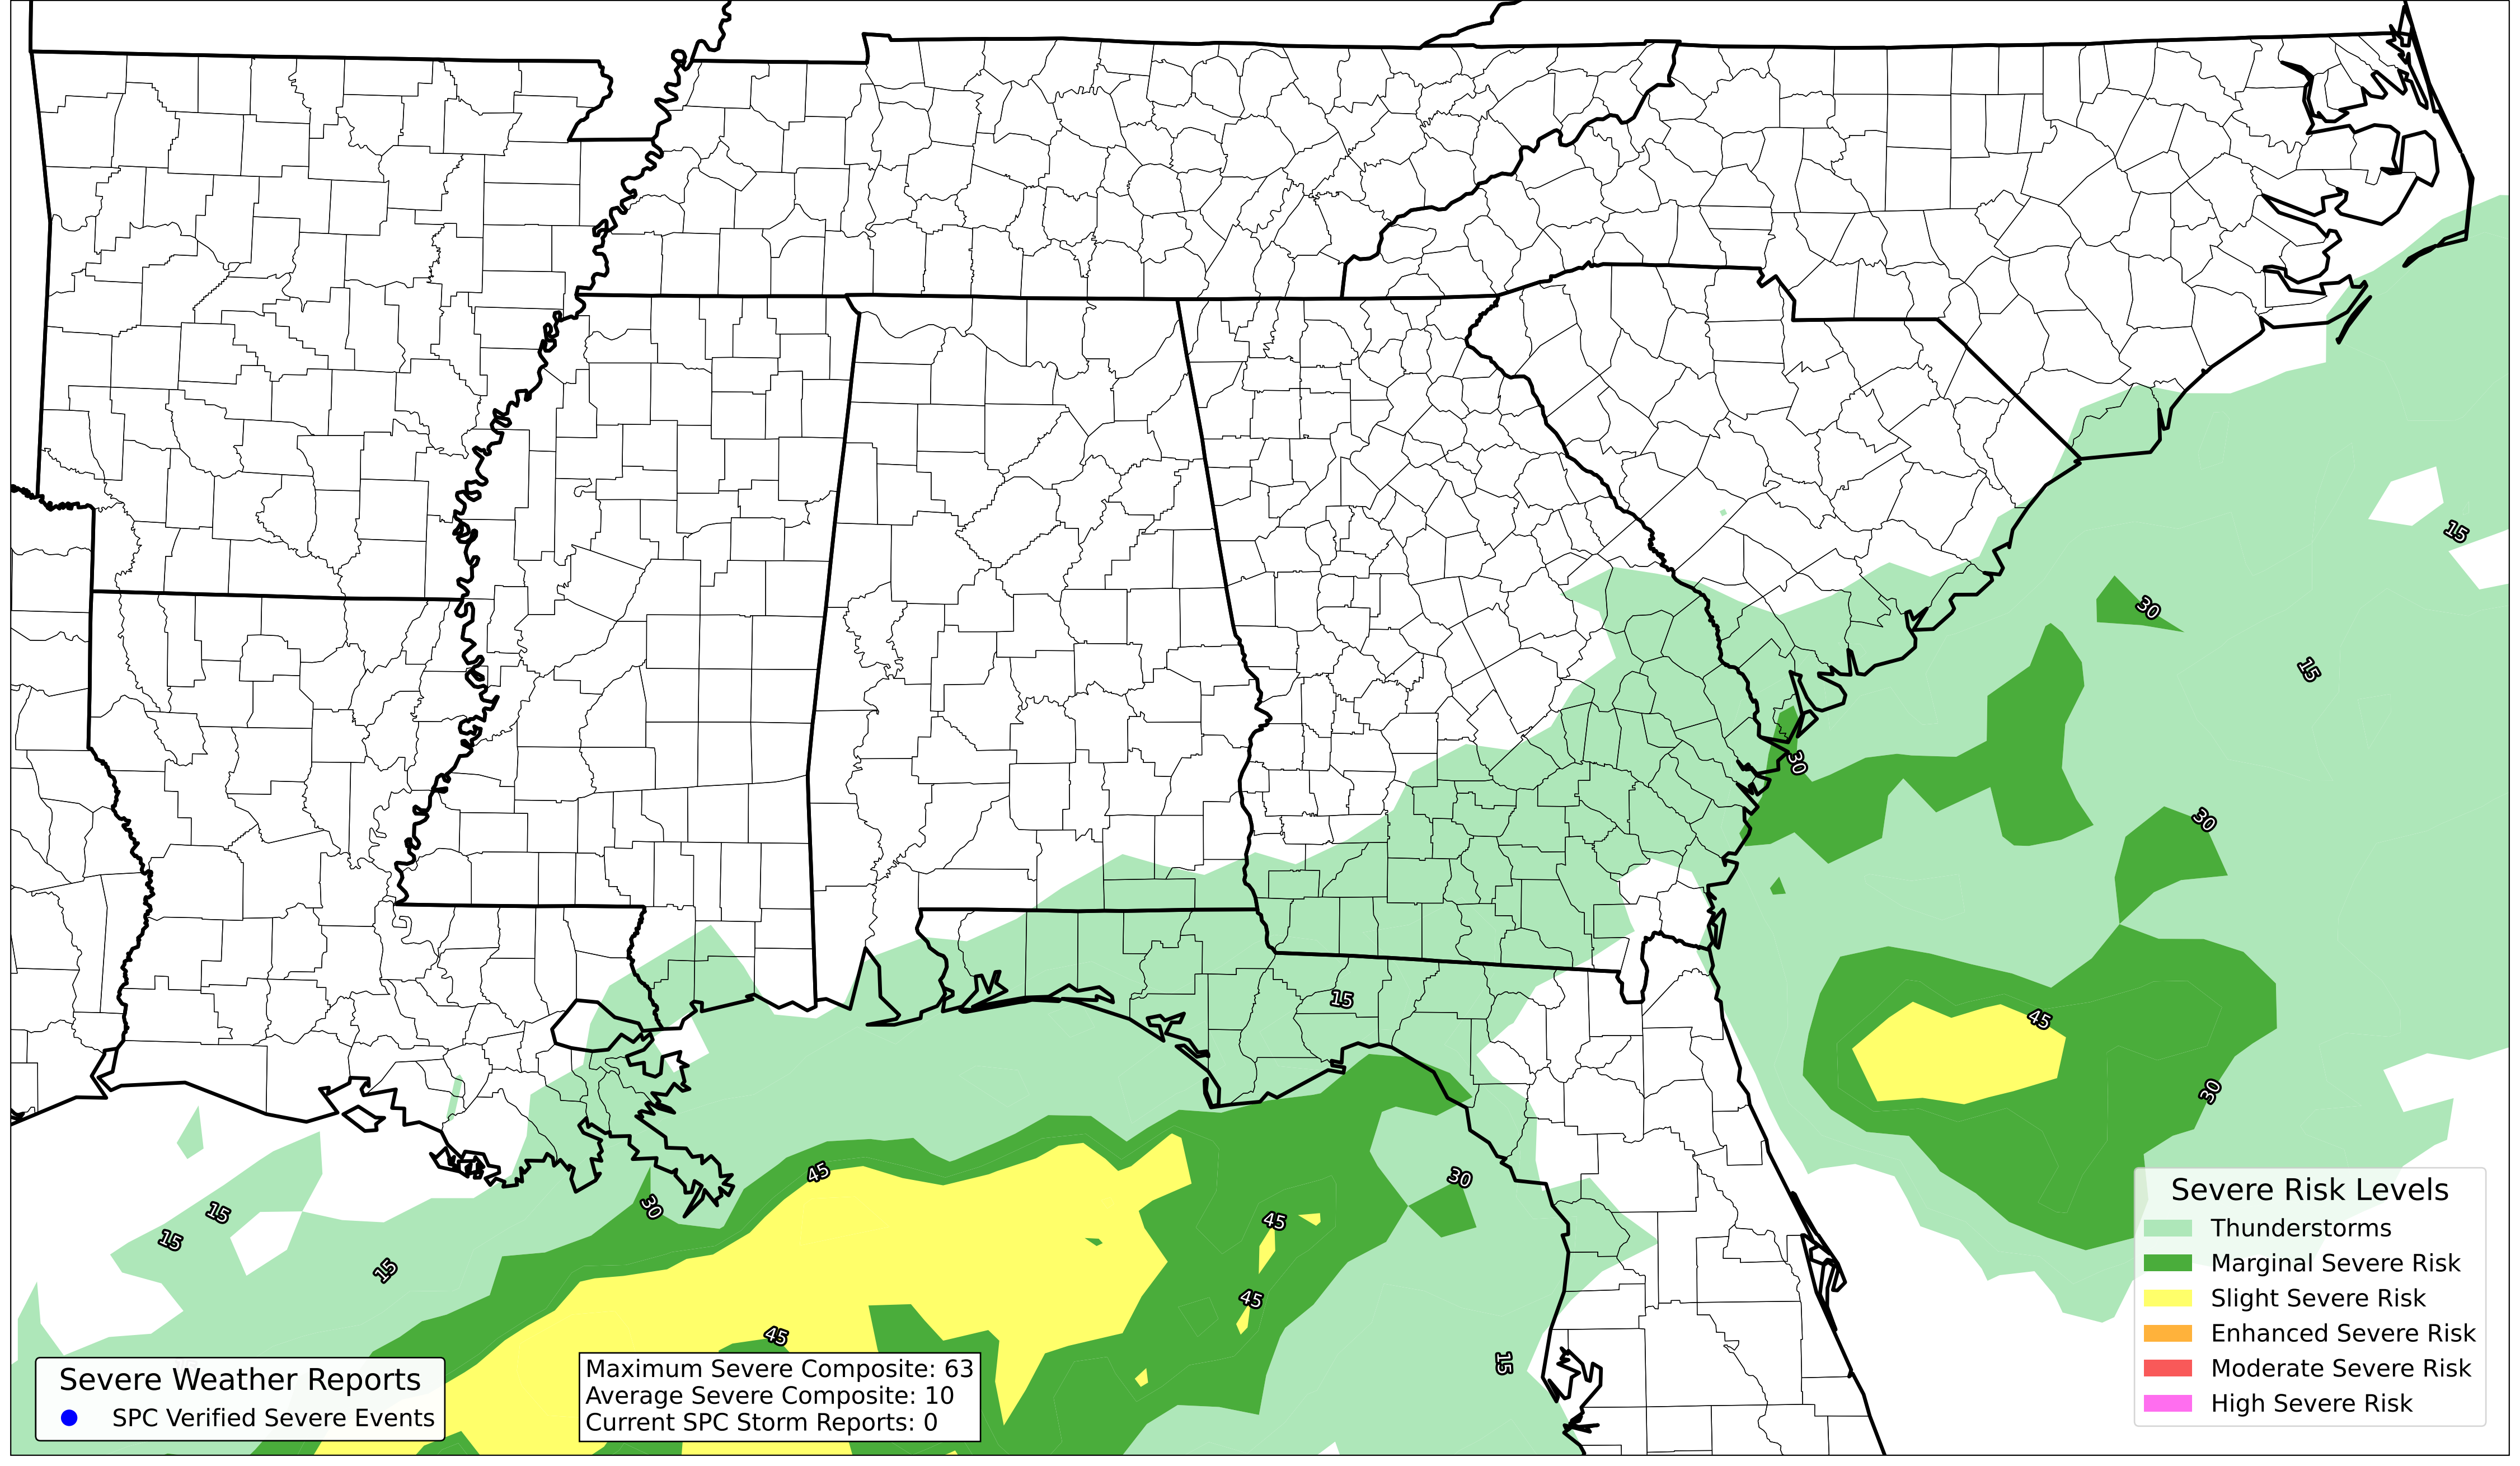 15
30
15
30
30
15
45
30
45
30
45
30
15
15
15
45
45
15
Severe Risk Levels
Thunderstorms
Marginal Severe Risk
Slight Severe Risk
Enhanced Severe Risk
Moderate Severe Risk
High Severe Risk
Severe Weather Reports
SPC Verified Severe Events
Maximum Severe Composite: 63
Average Severe Composite: 10
Current SPC Storm Reports: 0